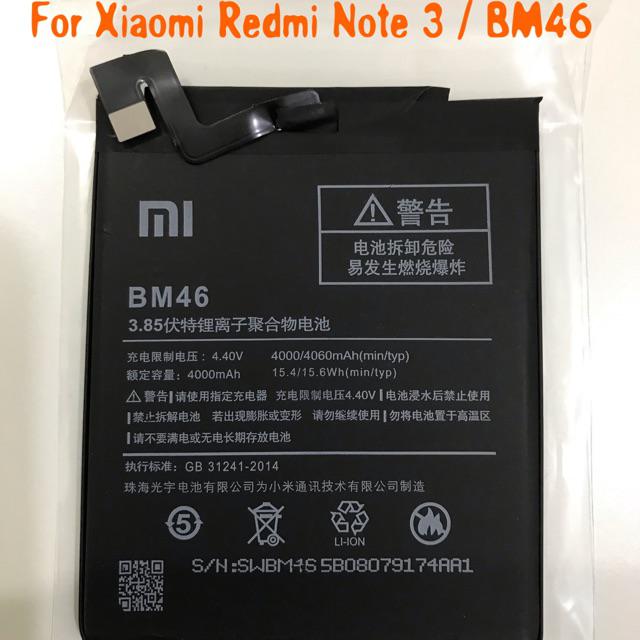 For Xiaomi Redmi Note 3 / BM46
mi
警告
电池拆卸危险
易发生燃烧爆炸
BM46
3.85伏特锂离子聚合物电池
充电限制电压: 4.40V 4000/4060mAh(min/typ)
额定容量: 4000mAh 15.4/15.6Wh(min/typ)
警告|请使用指定充电器 充电限制电压4.40V|电池浸水后禁止使用
禁止拆解电池 若出现膨胀或变形 请勿继续使用|勿将电池置于高温区
请不要满电或无电长期存放电池
执行标准: GB 31241-2014
珠海光宇电池有限公司为小米通讯技术有限公司制造
5
LI-ION
S/N:SWBM46 5B08079174AA1